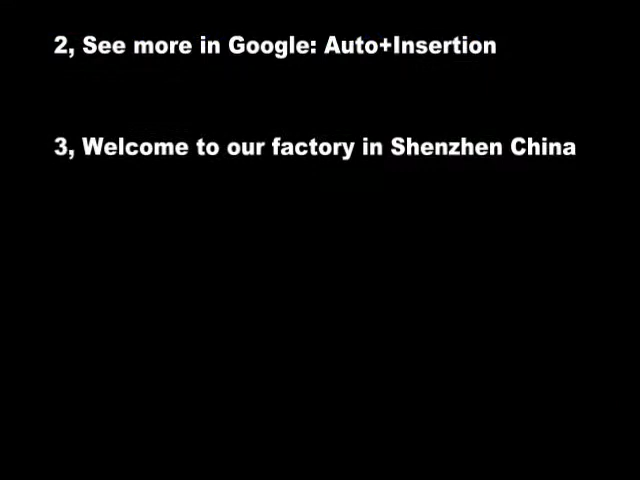 2, See more in Google: Auto+Insertion
3, Welcome to our factory in Shenzhen China